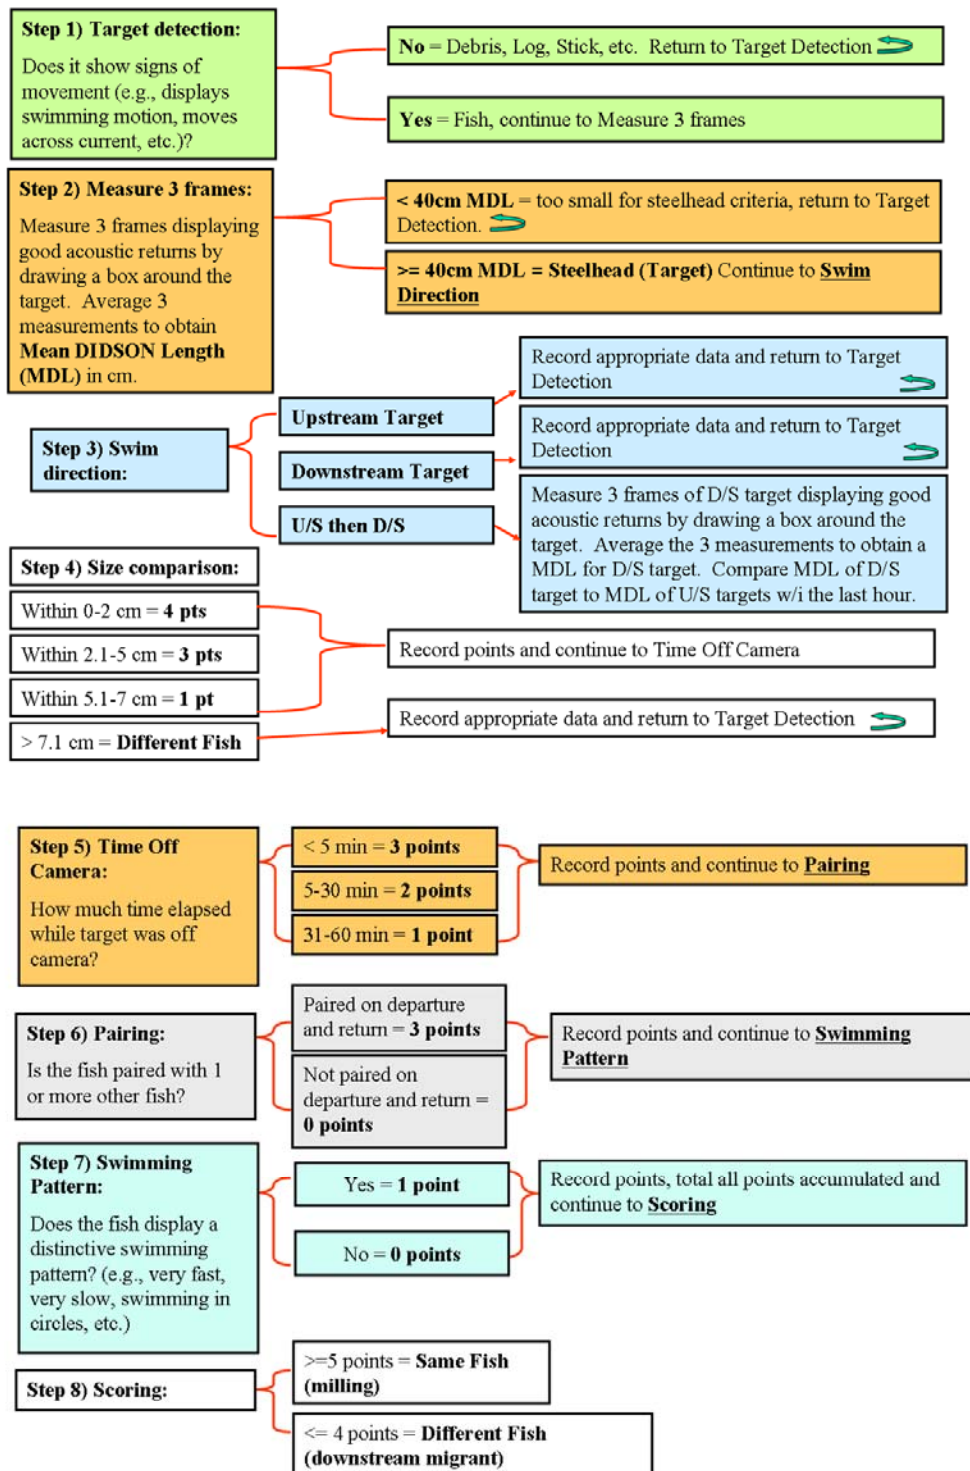 Step 1) Target detection:
Does it show signs of
movement (e.g., displays
swimming motion, moves
across current, etc.)?
No = Debris, Log, Stick, etc.  Return to Target Detection
Yes = Fish, continue to Measure 3 frames
Step 2) Measure 3 frames:
Measure 3 frames displaying
good acoustic returns by
drawing a box around the
target.  Average 3
measurements to obtain
Mean DIDSON Length
(MDL) in cm.
< 40cm MDL = too small for steelhead criteria, return to Target
Detection.
>= 40cm MDL = Steelhead (Target) Continue to Swim
Direction
Step 3) Swim
direction:
Upstream Target
Record appropriate data and return to Target
Detection
Downstream Target
Record appropriate data and return to Target
Detection
U/S then D/S
Measure 3 frames of D/S target displaying good
acoustic returns by drawing a box around the
target.  Average the 3 measurements to obtain a
MDL for D/S target.  Compare MDL of D/S
target to MDL of U/S targets w/i the last hour.
Step 4) Size comparison:
Within 0-2 cm = 4 pts
Within 2.1-5 cm = 3 pts
Within 5.1-7 cm = 1 pt
> 7.1 cm = Different Fish
Record points and continue to Time Off Camera
Record appropriate data and return to Target Detection
Step 5) Time Off
Camera:
How much time elapsed
while target was off
camera?
< 5 min = 3 points
5-30 min = 2 points
31-60 min = 1 point
Record points and continue to Pairing
Step 6) Pairing:
Is the fish paired with 1
or more other fish?
Paired on departure
and return = 3 points
Not paired on
departure and return =
0 points
Record points and continue to Swimming
Pattern
Step 7) Swimming
Pattern:
Does the fish display a
distinctive swimming
pattern? (e.g., very fast,
very slow, swimming in
circles, etc.)
Yes = 1 point
No = 0 points
Record points, total all points accumulated and
continue to Scoring
Step 8) Scoring:
>=5 points = Same Fish
(milling)
<= 4 points = Different Fish
(downstream migrant)